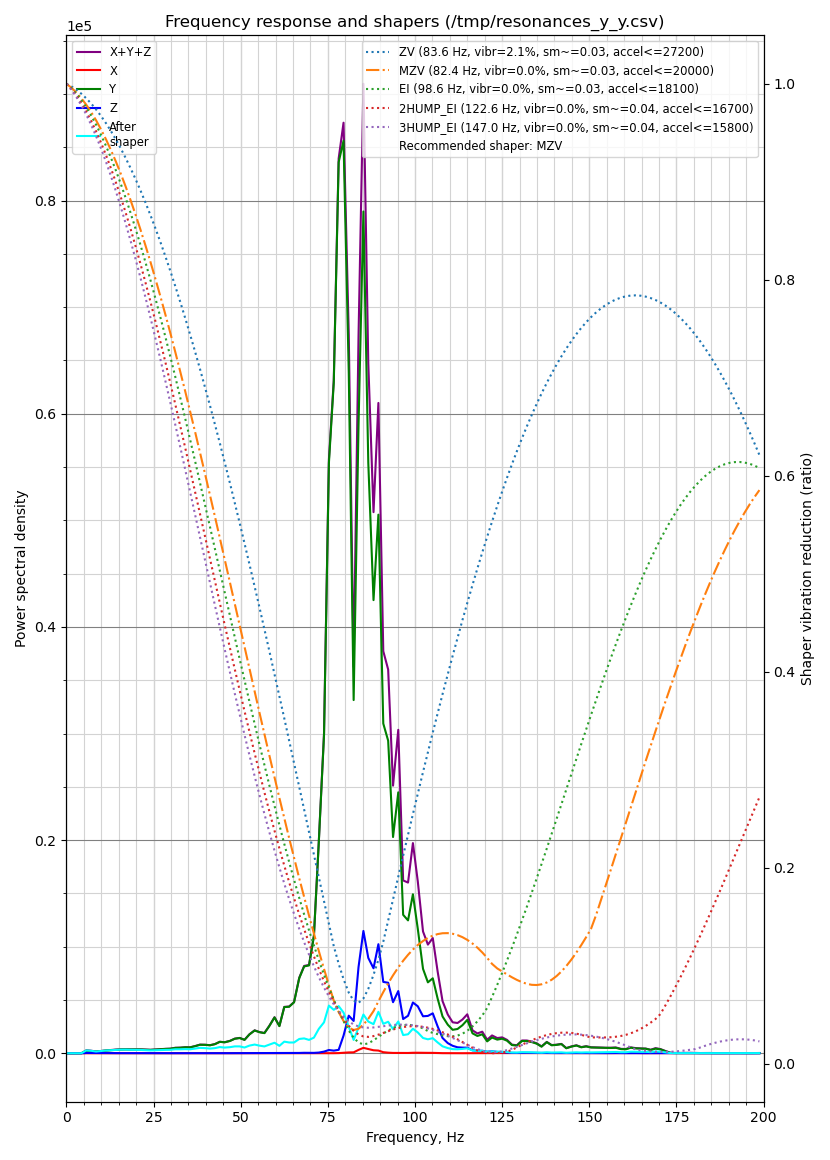 Frequency response and shapers (/tmp/resonances_y_y.csv)
1e5
X+Y+Z
X
Y
Z
After
shaper
ZV (83.6 Hz, vibr=2.1%, sm~=0.03, accel<=27200)
MZV (82.4 Hz, vibr=0.0%, sm~=0.03, accel<=20000)
EI (98.6 Hz, vibr=0.0%, sm~=0.03, accel<=18100)
2HUMP_EI (122.6 Hz, vibr=0.0%, sm~=0.04, accel<=16700)
3HUMP_EI (147.0 Hz, vibr=0.0%, sm~=0.04, accel<=15800)
Recommended shaper: MZV
Power spectral density
0.8
0.6
0.4
0.2
0.0
1.0
0.8
0.6
0.4
0.2
0.0
Shaper vibration reduction (ratio)
0 25 50 75 100 125 150 175 200
Frequency, Hz